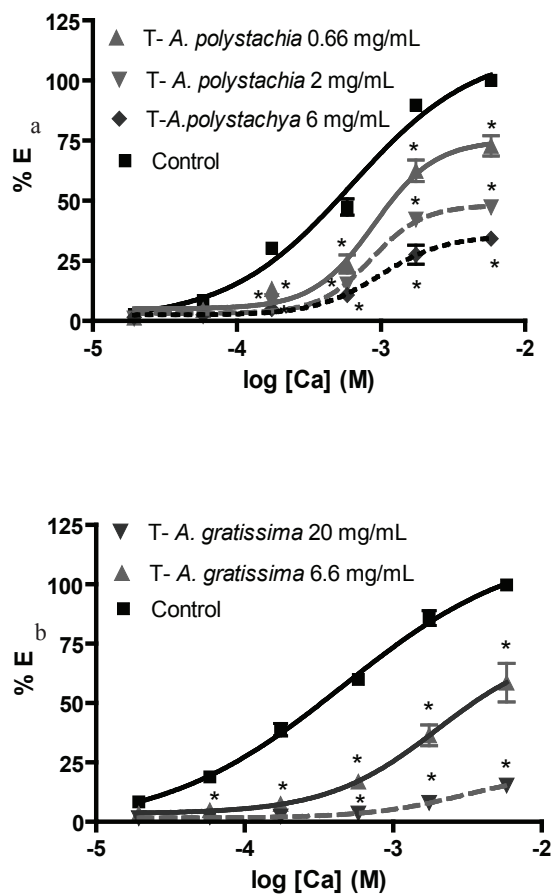 125
T- A. polystachia 0.66 mg/mL
100
T- A. polystachia 2 mg/mL
T-A.polystachya 6 mg/mL
75
Control
% E
a
50
25
0
* * * * * * * * * * * *
-5 -4 -3 -2
log [Ca] (M)
125
T- A. gratissima 20 mg/mL
100
T- A. gratissima 6.6 mg/mL
Control
75
% E
b
50
25
0
* * * * * * * *
-5 -4 -3 -2
log [Ca] (M)